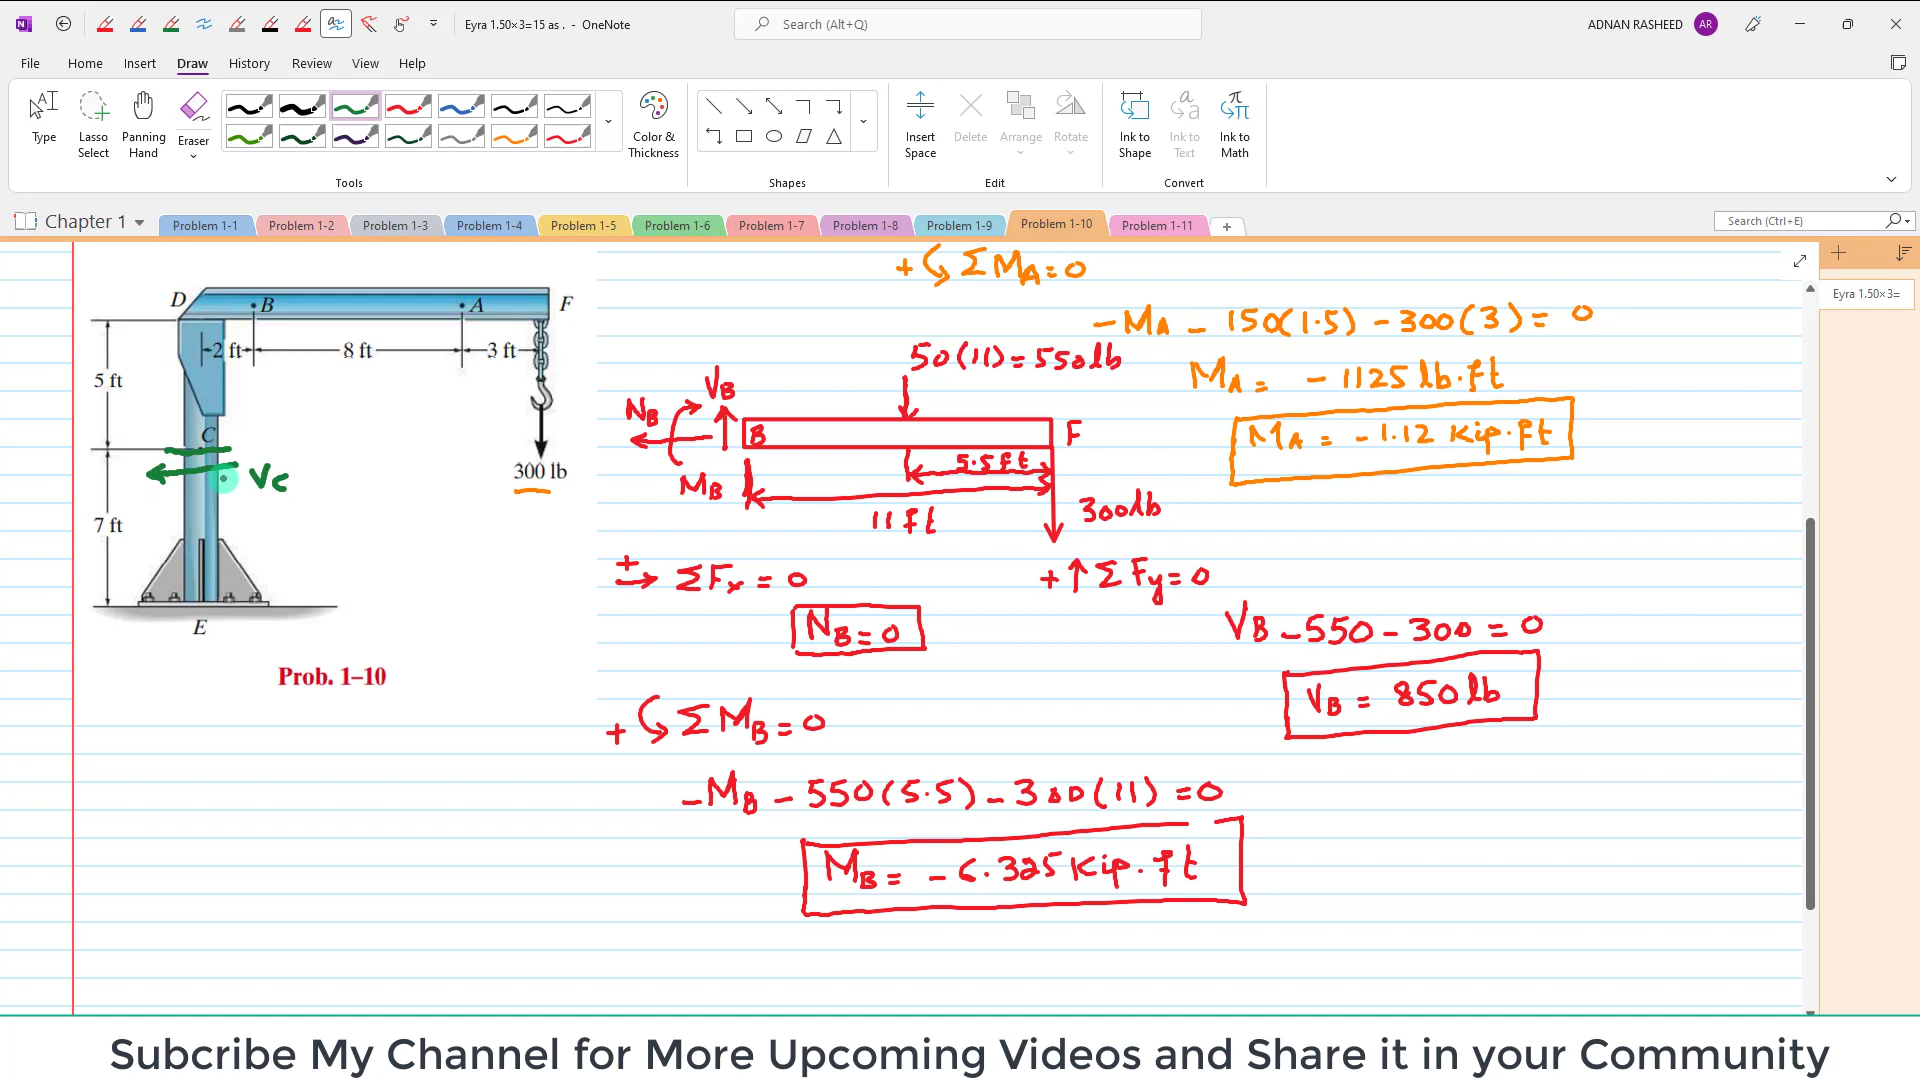 Eyra 1.50×3=15 as . - OneNote
Search (Alt+Q)
ADNAN RASHEED
AR
File Home Insert Draw History Review View Help
Type
Lasso Select
Panning Hand
Eraser
Color & Thickness
Insert Space
Delete
Arrange
Rotate
Ink to Shape
Ink to Text
Ink to Math
Tools
Shapes
Edit
Convert
Chapter 1
Problem 1-1
Problem 1-2
Problem 1-3
Problem 1-4
Problem 1-5
Problem 1-6
Problem 1-7
Problem 1-8
Problem 1-9
Problem 1-10
Problem 1-11
Search (Ctrl+E)
Eyra 1.50×3=
D B A F
2 ft 8 ft 3 ft
5 ft
C
300 lb
Vc
7 ft
E
Prob. 1–10
+ ΣMA=0
-MA - 150(1.5) - 300(3) = 0
MA = -1125 lb.ft
MA = -1.12 Kip.ft
50(11)=550lb
VB
NB
B F
5.5ft
MB
11 ft
300lb
+ ΣFx = 0
NB=0
+↑ΣFy=0
VB-550-300=0
VB = 850lb
+ ΣMB=0
-MB-550(5.5)-300(11)=0
MB=-6.325 Kip.ft
Subcribe My Channel for More Upcoming Videos and Share it in your Community